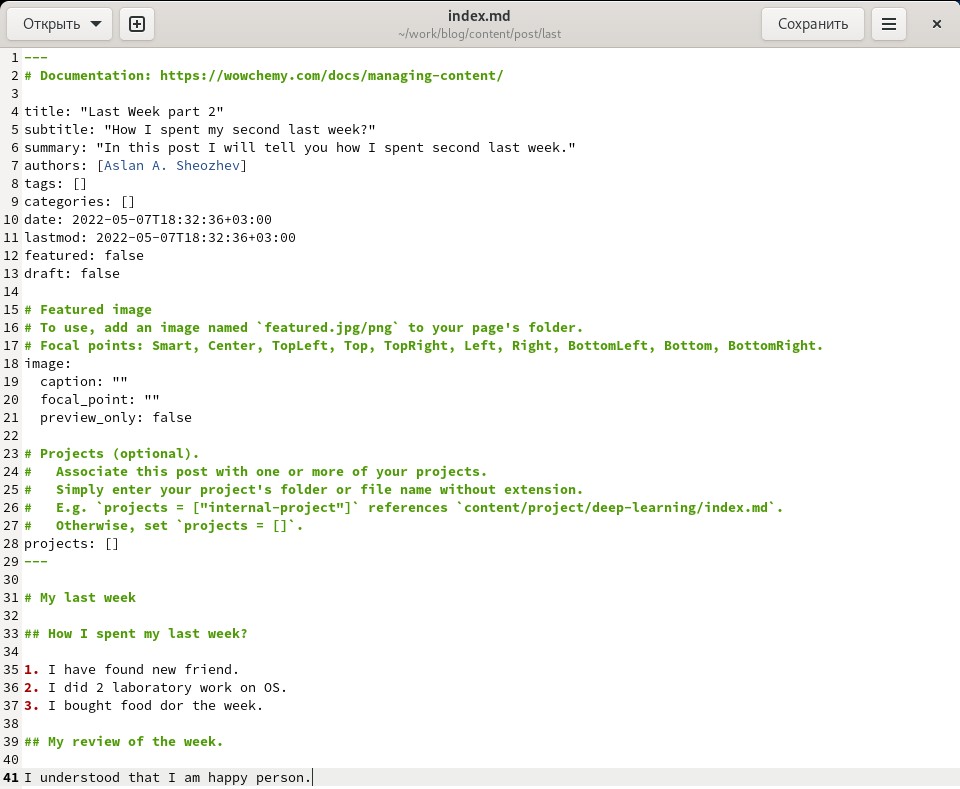 Открыть
index.md
~/work/blog/content/post/last
Сохранить
1 ---
2 # Documentation: https://wowchemy.com/docs/managing-content/
3
4 title: "Last Week part 2"
5 subtitle: "How I spent my second last week?"
6 summary: "In this post I will tell you how I spent second last week."
7 authors: [Aslan A. Sheozhev]
8 tags: []
9 categories: []
10 date: 2022-05-07T18:32:36+03:00
11 lastmod: 2022-05-07T18:32:36+03:00
12 featured: false
13 draft: false
14
15 # Featured image
16 # To use, add an image named `featured.jpg/png` to your page's folder.
17 # Focal points: Smart, Center, TopLeft, Top, TopRight, Left, Right, BottomLeft, Bottom, BottomRight.
18 image:
19   caption: ""
20   focal_point: ""
21   preview_only: false
22
23 # Projects (optional).
24 #   Associate this post with one or more of your projects.
25 #   Simply enter your project's folder or file name without extension.
26 #   E.g. `projects = ["internal-project"]` references `content/project/deep-learning/index.md`.
27 #   Otherwise, set `projects = []`.
28 projects: []
29 ---
30
31 # My last week
32
33 ## How I spent my last week?
34
35 1. I have found new friend.
36 2. I did 2 laboratory work on OS.
37 3. I bought food dor the week.
38
39 ## My review of the week.
40
41 I understood that I am happy person.